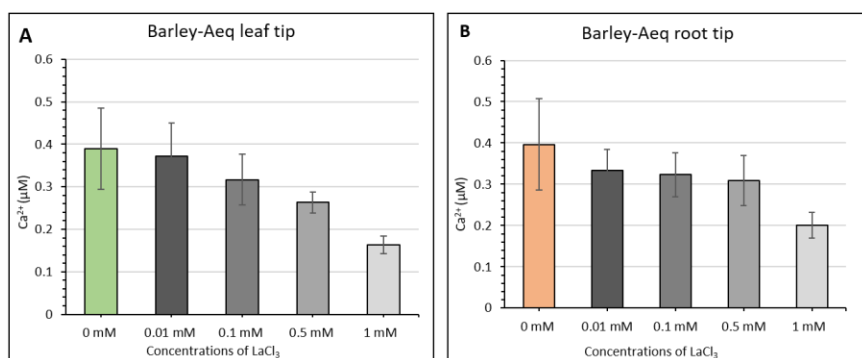 A
Barley-Aeq leaf tip
0.6
0.5
0.4
0.3
0.2
0.1
0
Ca²⁺ (µM)
0 mM 0.01 mM 0.1 mM 0.5 mM 1 mM
Concentrations of LaCl₃
B
Barley-Aeq root tip
0.6
0.5
0.4
0.3
0.2
0.1
0
Ca²⁺ (µM)
0 mM 0.01 mM 0.1 mM 0.5 mM 1 mM
Concentrations of LaCl₃